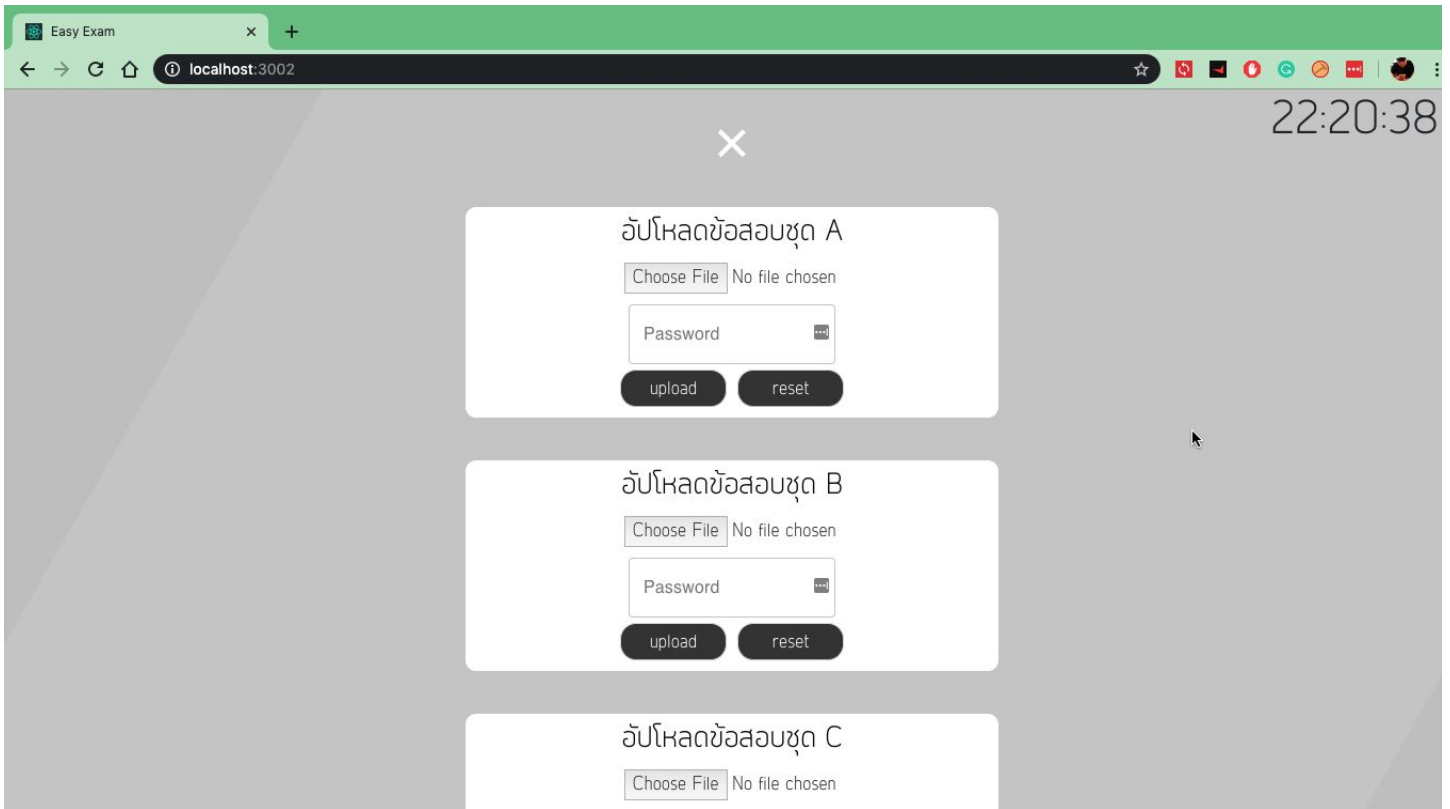 Easy Exam
localhost:3002
22:20:38
อัปโหลดข้อสอบชุด A
Choose File No file chosen
Password
upload reset
อัปโหลดข้อสอบชุด B
Choose File No file chosen
Password
upload reset
อัปโหลดข้อสอบชุด C
Choose File No file chosen